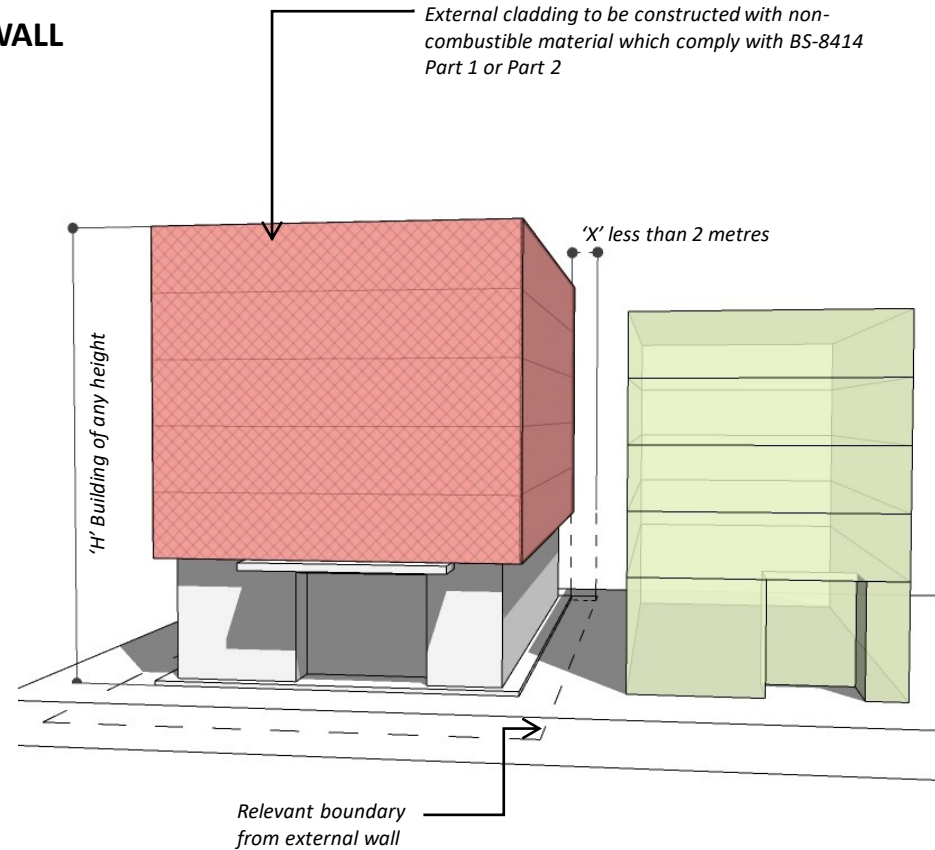 WALL
External cladding to be constructed with non-
combustible material which comply with BS-8414
Part 1 or Part 2
‘X’ less than 2 metres
‘H’ Building of any height
Relevant boundary
from external wall